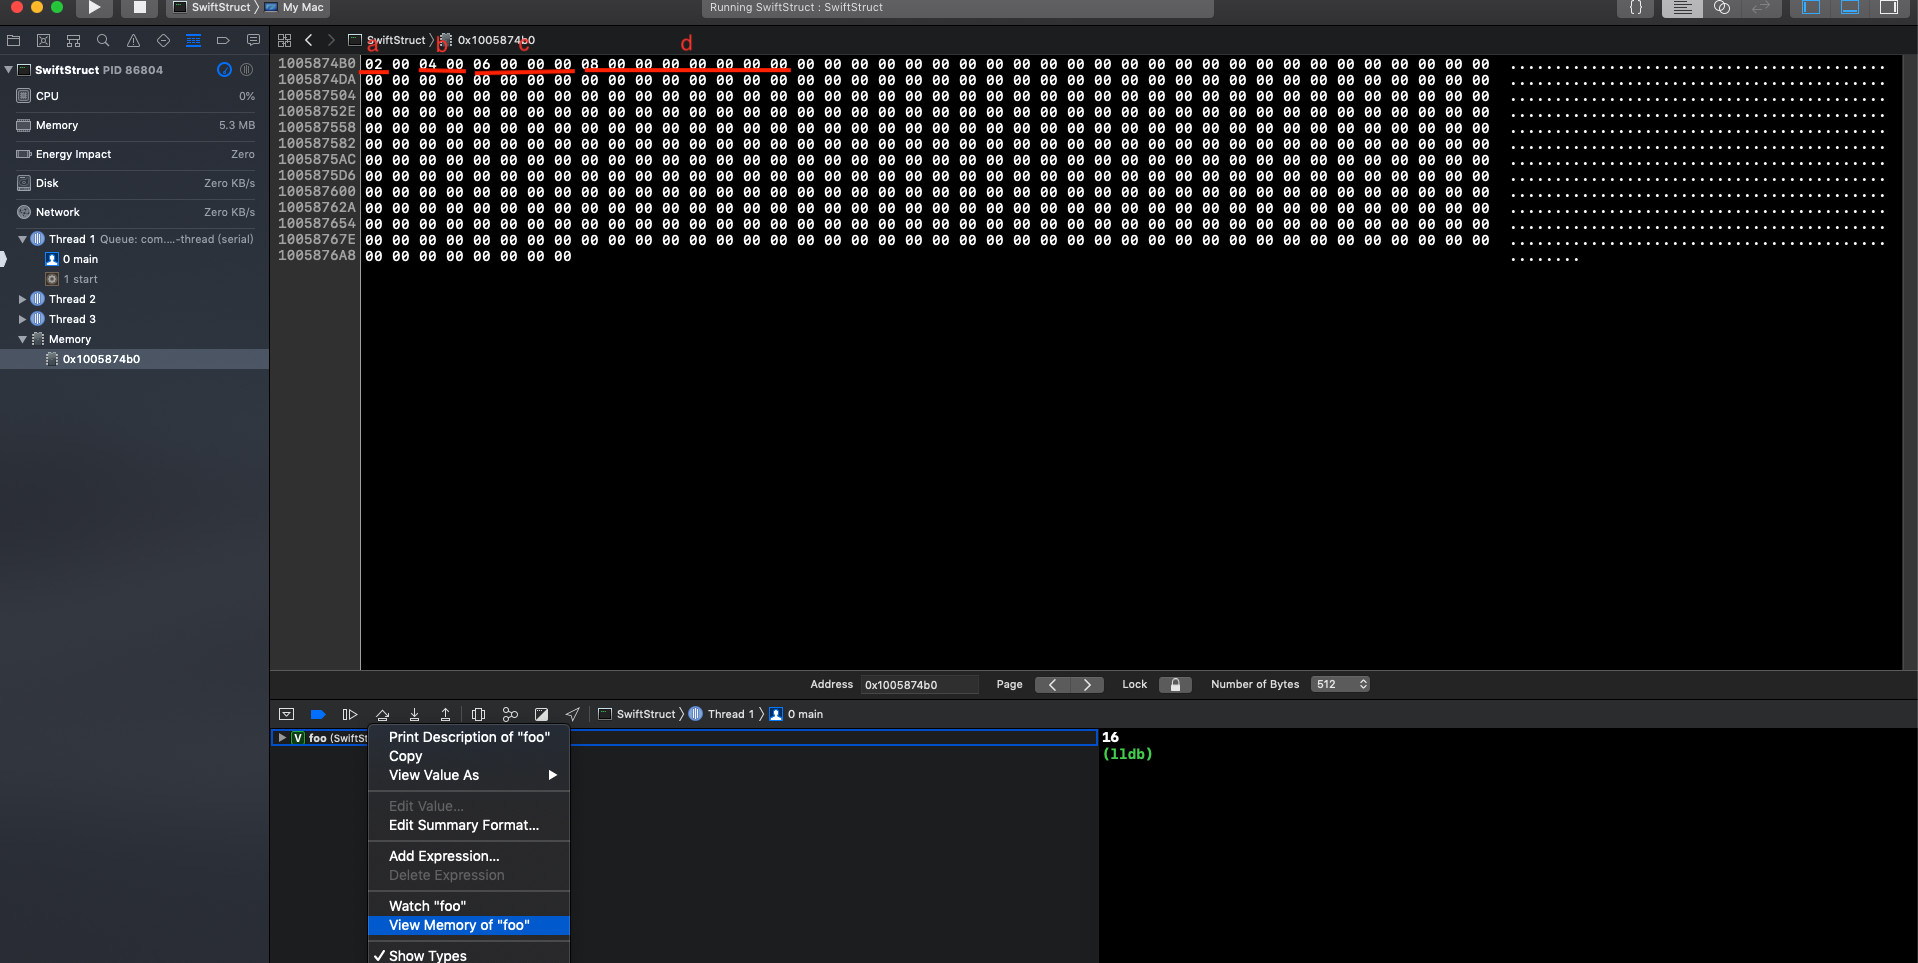 SwiftStruct 〉 My Mac
Running SwiftStruct : SwiftStruct
{}
SwiftStruct 〉 0x1005874b0
a b c d
SwiftStruct PID 86804
CPU 0%
Memory 5.3 MB
Energy Impact Zero
Disk Zero KB/s
Network Zero KB/s
Thread 1 Queue: com....-thread (serial)
0 main
1 start
Thread 2
Thread 3
Memory
0x1005874b0
1005874B0 02 00 04 00 06 00 00 00 08 00 00 00 00 00 00 00 00 00 00 00 00 00 00 00 00 00 00 00 00 00 00 00 00 00 00 00 00 00 00 00 00 00 ..........................................
1005874DA 00 00 00 00 00 00 00 00 00 00 00 00 00 00 00 00 00 00 00 00 00 00 00 00 00 00 00 00 00 00 00 00 00 00 00 00 00 00 00 00 00 00 ..........................................
100587504 00 00 00 00 00 00 00 00 00 00 00 00 00 00 00 00 00 00 00 00 00 00 00 00 00 00 00 00 00 00 00 00 00 00 00 00 00 00 00 00 00 00 ..........................................
10058752E 00 00 00 00 00 00 00 00 00 00 00 00 00 00 00 00 00 00 00 00 00 00 00 00 00 00 00 00 00 00 00 00 00 00 00 00 00 00 00 00 00 00 ..........................................
100587558 00 00 00 00 00 00 00 00 00 00 00 00 00 00 00 00 00 00 00 00 00 00 00 00 00 00 00 00 00 00 00 00 00 00 00 00 00 00 00 00 00 00 ..........................................
100587582 00 00 00 00 00 00 00 00 00 00 00 00 00 00 00 00 00 00 00 00 00 00 00 00 00 00 00 00 00 00 00 00 00 00 00 00 00 00 00 00 00 00 ..........................................
1005875AC 00 00 00 00 00 00 00 00 00 00 00 00 00 00 00 00 00 00 00 00 00 00 00 00 00 00 00 00 00 00 00 00 00 00 00 00 00 00 00 00 00 00 ..........................................
1005875D6 00 00 00 00 00 00 00 00 00 00 00 00 00 00 00 00 00 00 00 00 00 00 00 00 00 00 00 00 00 00 00 00 00 00 00 00 00 00 00 00 00 00 ..........................................
100587600 00 00 00 00 00 00 00 00 00 00 00 00 00 00 00 00 00 00 00 00 00 00 00 00 00 00 00 00 00 00 00 00 00 00 00 00 00 00 00 00 00 00 ..........................................
10058762A 00 00 00 00 00 00 00 00 00 00 00 00 00 00 00 00 00 00 00 00 00 00 00 00 00 00 00 00 00 00 00 00 00 00 00 00 00 00 00 00 00 00 ..........................................
100587654 00 00 00 00 00 00 00 00 00 00 00 00 00 00 00 00 00 00 00 00 00 00 00 00 00 00 00 00 00 00 00 00 00 00 00 00 00 00 00 00 00 00 ..........................................
10058767E 00 00 00 00 00 00 00 00 00 00 00 00 00 00 00 00 00 00 00 00 00 00 00 00 00 00 00 00 00 00 00 00 00 00 00 00 00 00 00 00 00 00 ..........................................
1005876A8 00 00 00 00 00 00 00 00 ........
Address 0x1005874b0 Page Lock Number of Bytes 512
SwiftStruct 〉 Thread 1 〉 0 main
V foo (SwiftSt
Print Description of "foo"
Copy
View Value As
Edit Value...
Edit Summary Format...
Add Expression...
Delete Expression
Watch "foo"
View Memory of "foo"
✓ Show Types
16
(lldb)